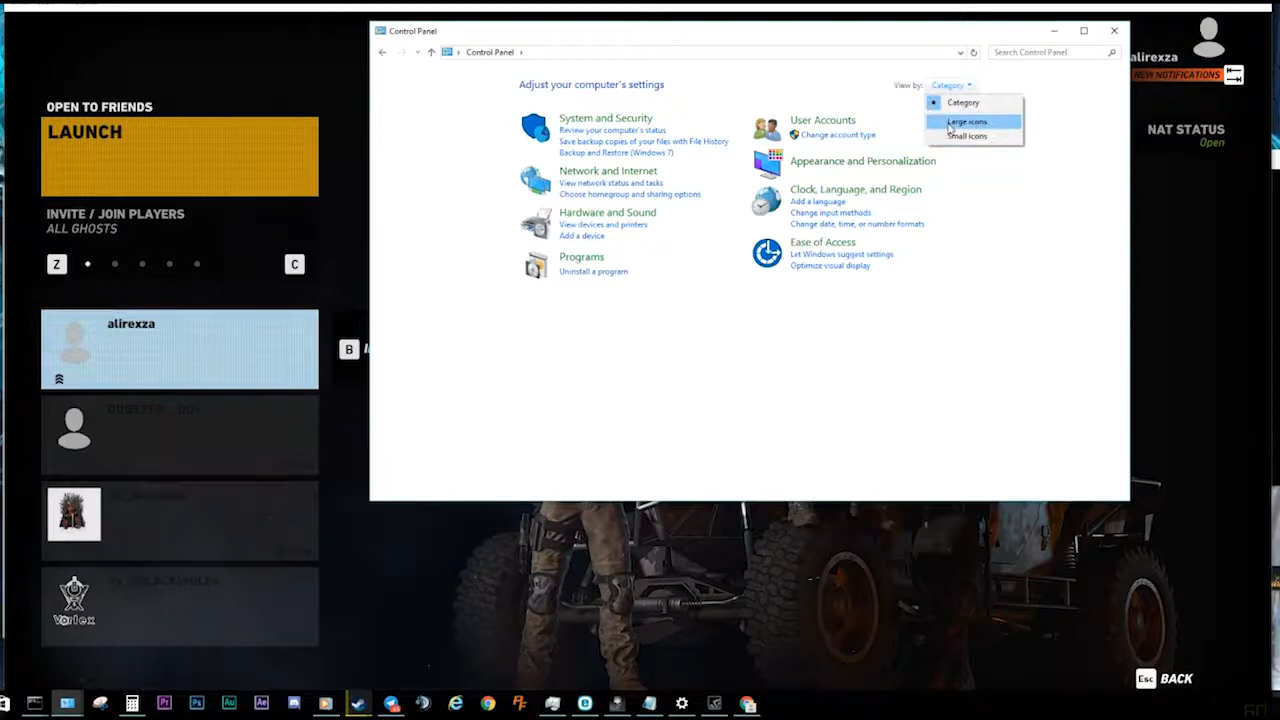 Control Panel
Control Panel
Search Control Panel
alirexza
NEW NOTIFICATIONS
Adjust your computer's settings
View by:
Category
Category
Large icons
Small icons
OPEN TO FRIENDS
LAUNCH
NAT STATUS
Open
System and Security
Review your computer's status
Save backup copies of your files with File History
Backup and Restore (Windows 7)
Network and Internet
View network status and tasks
Choose homegroup and sharing options
Hardware and Sound
View devices and printers
Add a device
Programs
Uninstall a program
User Accounts
Change account type
Appearance and Personalization
Clock, Language, and Region
Add a language
Change input methods
Change date, time, or number formats
Ease of Access
Let Windows suggest settings
Optimize visual display
INVITE / JOIN PLAYERS
ALL GHOSTS
Z
C
alirexza
B
Vortex
Esc BACK
Pr
Ps
Au
Ae
60